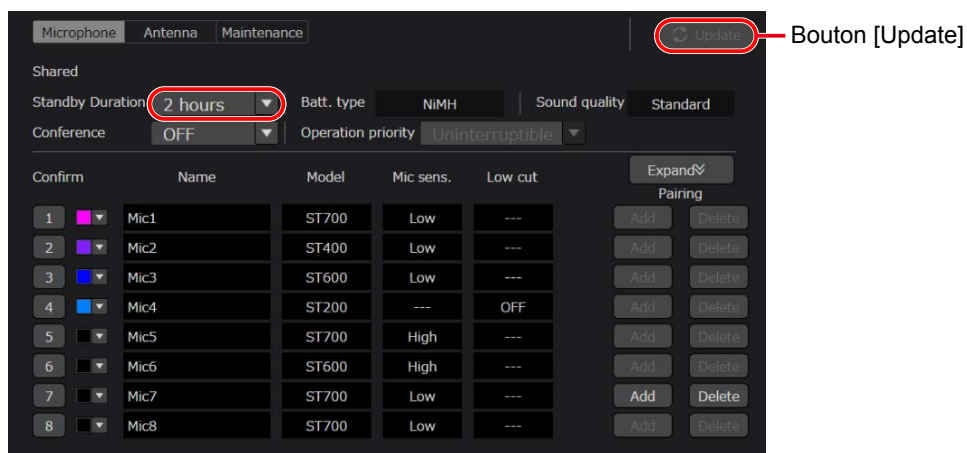 Microphone Antenna Maintenance Update Bouton [Update]
Shared
Standby Duration 2 hours Batt. type NiMH Sound quality Standard
Conference OFF Operation priority Uninterruptible
Confirm Name Model Mic sens. Low cut Expand
Pairing
1 Mic1 ST700 Low --- Add Delete
2 Mic2 ST400 Low --- Add Delete
3 Mic3 ST600 Low --- Add Delete
4 Mic4 ST200 --- OFF Add Delete
5 Mic5 ST700 High --- Add Delete
6 Mic6 ST600 High --- Add Delete
7 Mic7 ST700 Low --- Add Delete
8 Mic8 ST700 Low --- Add Delete